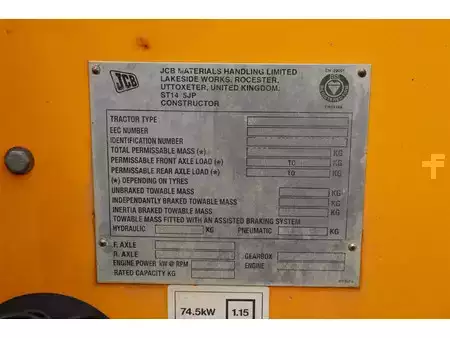 JCB
JCB MATERIALS HANDLING LIMITED
LAKESIDE WORKS, ROCESTER,
UTTOXETER, UNITED KINGDOM.
ST14 5JP
CONSTRUCTOR
TRACTOR TYPE
EEC NUMBER
IDENTIFICATION NUMBER
TOTAL PERMISSABLE MASS (*) KG
PERMISSABLE FRONT AXLE LOAD (*) TO KG
PERMISSABLE REAR AXLE LOAD (*) TO KG
(*) DEPENDING ON TYRES
UNBRAKED TOWABLE MASS KG
INDEPENDANTLY BRAKED TOWABLE MASS KG
INERTIA BRAKED TOWABLE MASS KG
TOWABLE MASS FITTED WITH AN ASSISTED BRAKING SYSTEM
HYDRAULIC KG PNEUMATIC KG
F. AXLE
R. AXLE GEARBOX
ENGINE POWER kW @ RPM ENGINE
RATED CAPACITY KG
74.5kW 1.15
f